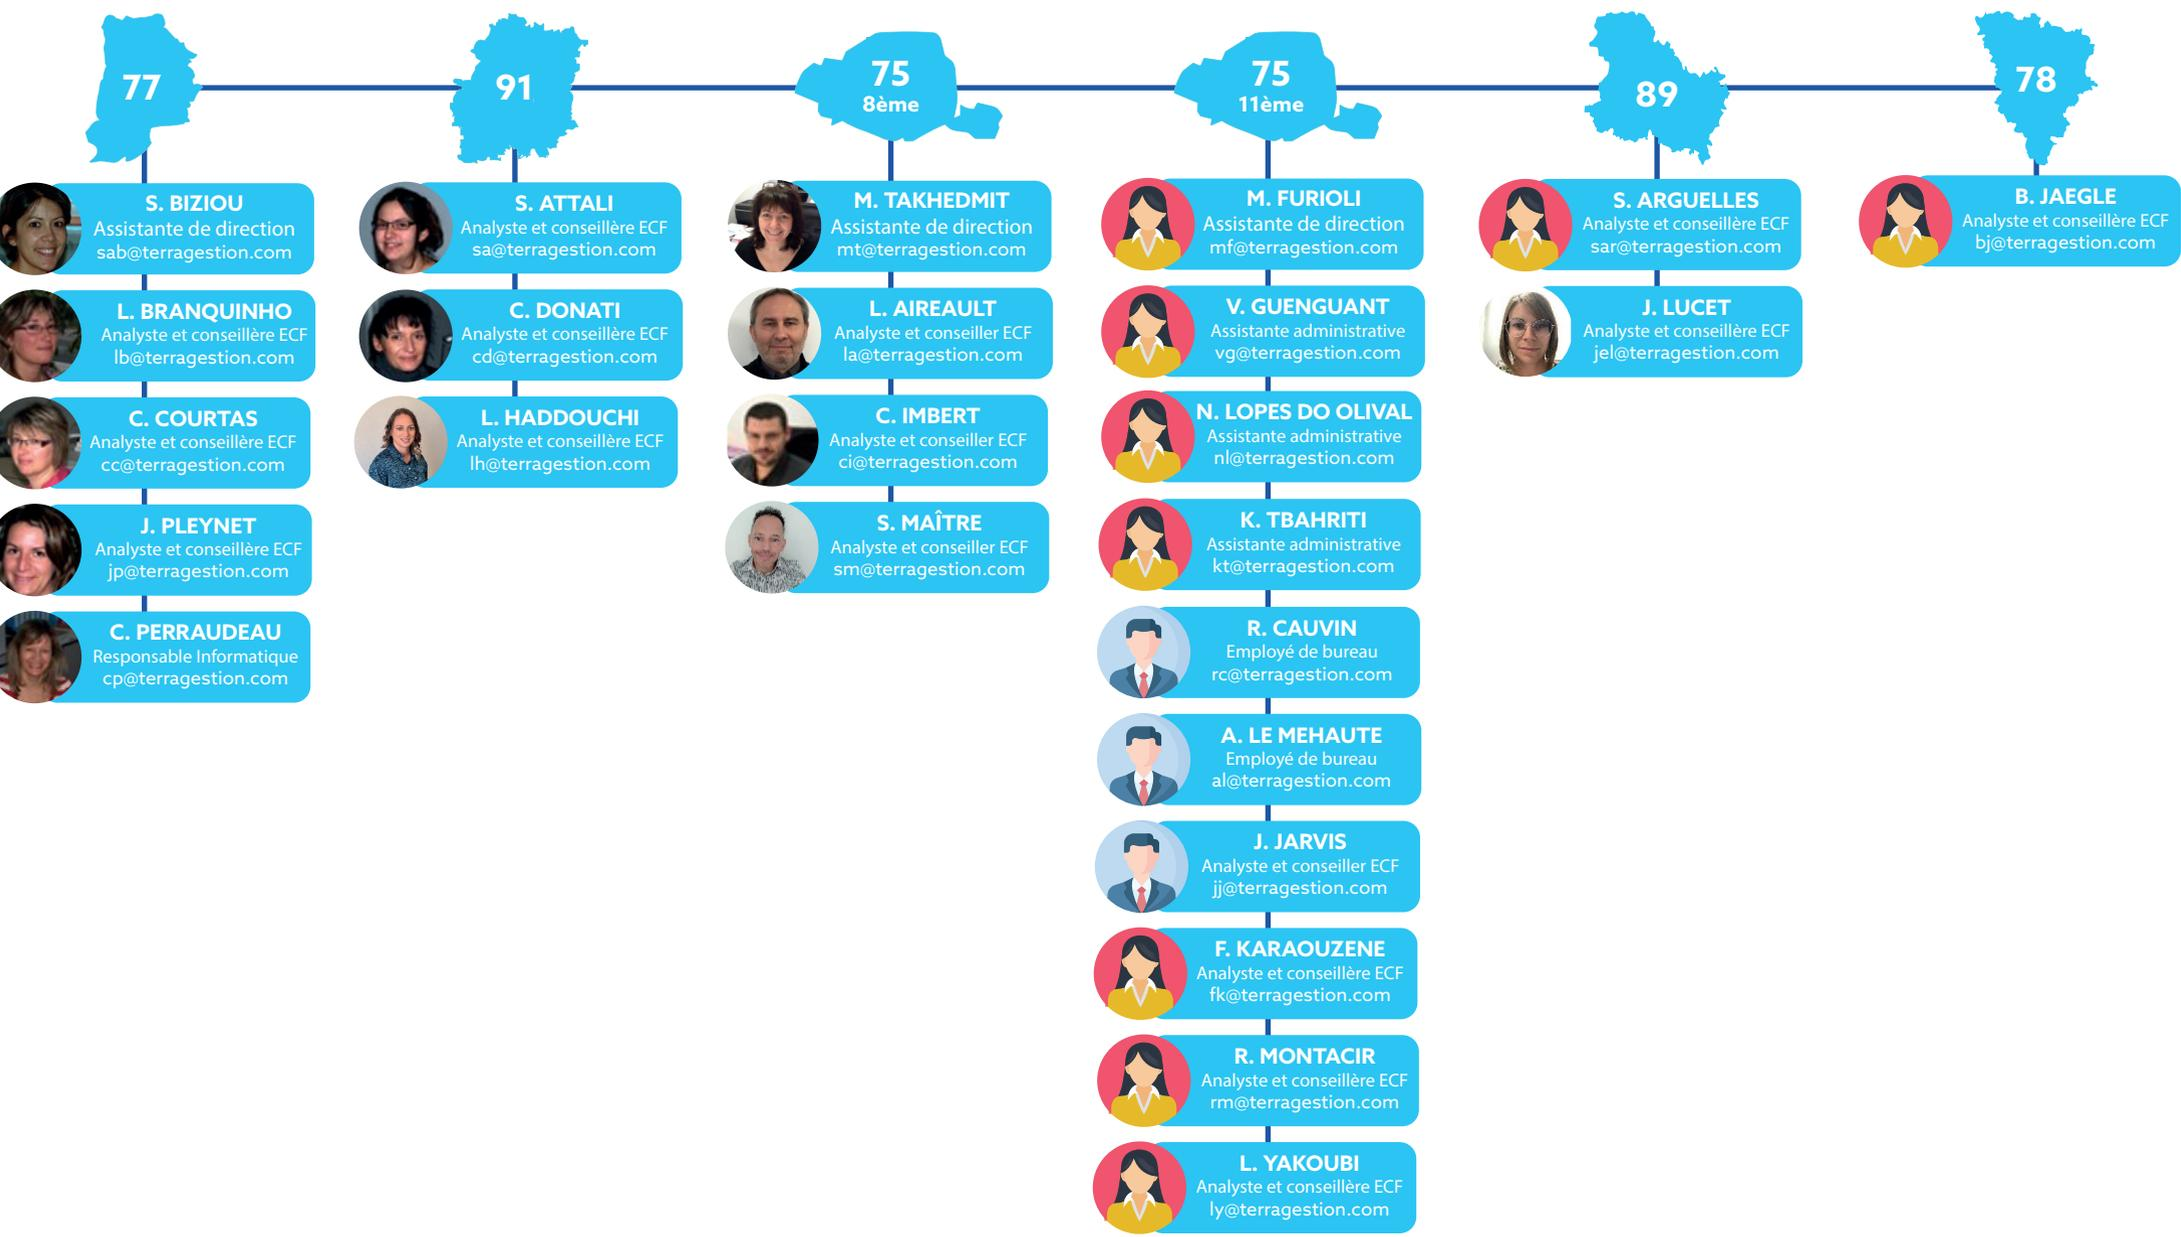 77
S. BIZIOU
Assistante de direction
sab@terragestion.com
L. BRANQUINHO
Analyste et conseillère ECF
lb@terragestion.com
C. COURTAS
Analyste et conseillère ECF
cc@terragestion.com
J. PLEYNET
Analyste et conseillère ECF
jp@terragestion.com
C. PERRAUDEAU
Responsable Informatique
cp@terragestion.com
91
S. ATTALI
Analyste et conseillère ECF
sa@terragestion.com
C. DONATI
Analyste et conseillère ECF
cd@terragestion.com
L. HADDOUCHI
Analyste et conseillère ECF
lh@terragestion.com
75
8ème
M. TAKHEDMIT
Assistante de direction
mt@terragestion.com
L. AIREAULT
Analyste et conseiller ECF
la@terragestion.com
C. IMBERT
Analyste et conseiller ECF
ci@terragestion.com
S. MAÎTRE
Analyste et conseiller ECF
sm@terragestion.com
75
11ème
M. FURIOLI
Assistante de direction
mf@terragestion.com
V. GUENGUANT
Assistante administrative
vg@terragestion.com
N. LOPES DO OLIVAL
Assistante administrative
nl@terragestion.com
K. TBAHRITI
Assistante administrative
kt@terragestion.com
R. CAUVIN
Employé de bureau
rc@terragestion.com
A. LE MEHAUTE
Employé de bureau
al@terragestion.com
J. JARVIS
Analyste et conseiller ECF
jj@terragestion.com
F. KARAOUZENE
Analyste et conseillère ECF
fk@terragestion.com
R. MONTACIR
Analyste et conseillère ECF
rm@terragestion.com
L. YAKOUBI
Analyste et conseillère ECF
ly@terragestion.com
89
S. ARGUELLES
Analyste et conseillère ECF
sar@terragestion.com
J. LUCET
Analyste et conseillère ECF
jel@terragestion.com
78
B. JAEGLE
Analyste et conseillère ECF
bj@terragestion.com